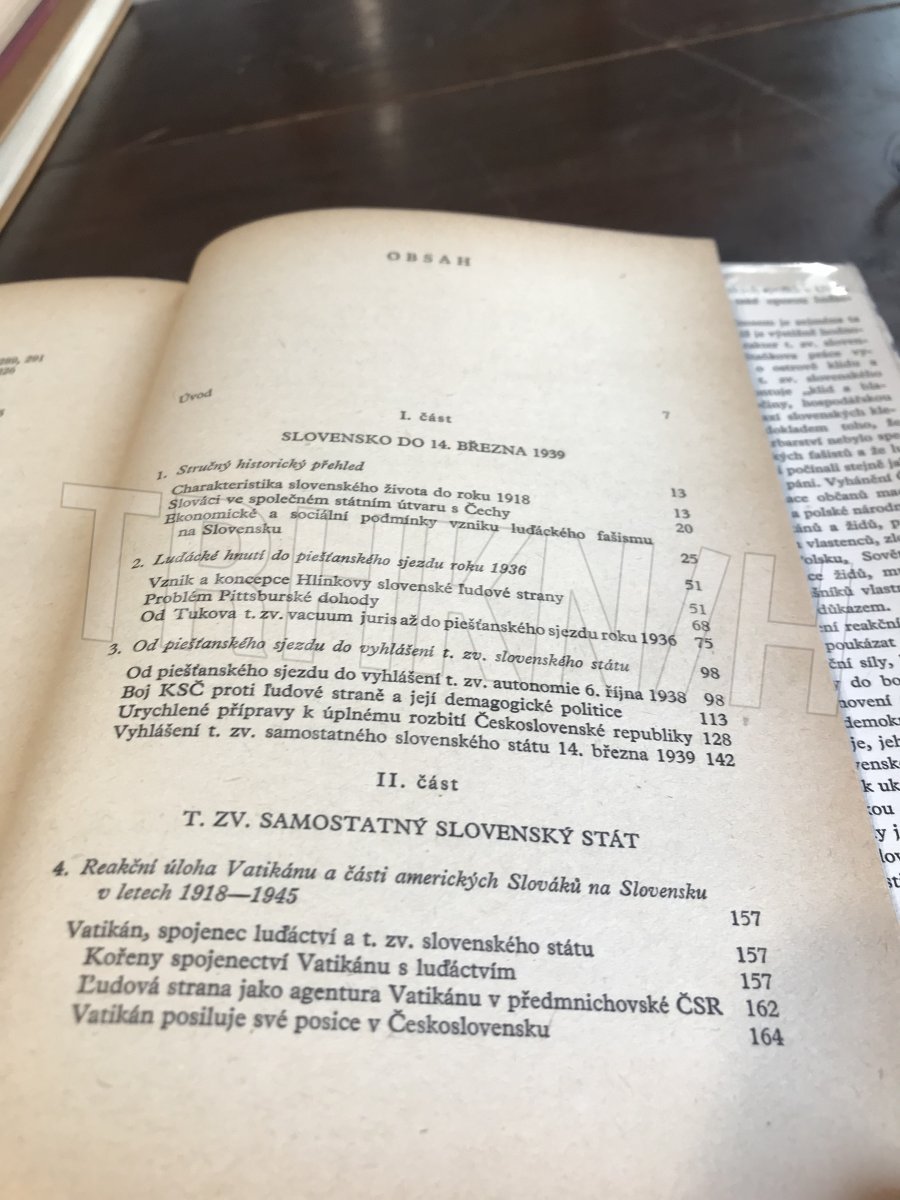 289, 291
OBSAH
Úvod
7
I. část
SLOVENSKO DO 14. BŘEZNA 1939
1. Stručný historický přehled 13
Charakteristika slovenského života do roku 1918 13
Slováci ve společném státním útvaru s Čechy 20
Ekonomické a sociální podmínky vzniku luďáckého fašismu
na Slovensku 25
2. Luďácké hnutí do piešťanského sjezdu roku 1936 51
Vznik a koncepce Hlinkovy slovenské ľudové strany 51
Problém Pittsburské dohody 68
Od Tukova t. zv. vacuum juris až do piešťanského sjezdu roku 1936 75
3. Od piešťanského sjezdu do vyhlášení t. zv. slovenského státu 98
Od piešťanského sjezdu do vyhlášení t. zv. autonomie 6. října 1938 98
Boj KSČ proti ľudové straně a její demagogické politice 113
Urychlené přípravy k úplnému rozbití Československé republiky 128
Vyhlášení t. zv. samostatného slovenského státu 14. března 1939 142
II. část
T. ZV. SAMOSTATNÝ SLOVENSKÝ STÁT
4. Reakční úloha Vatikánu a části amerických Slováků na Slovensku
v letech 1918—1945 157
Vatikán, spojenec luďáctví a t. zv. slovenského státu 157
Kořeny spojenectví Vatikánu s luďáctvím 157
Ľudová strana jako agentura Vatikánu v předmnichovské ČSR 162
Vatikán posiluje své posice v Československu 164